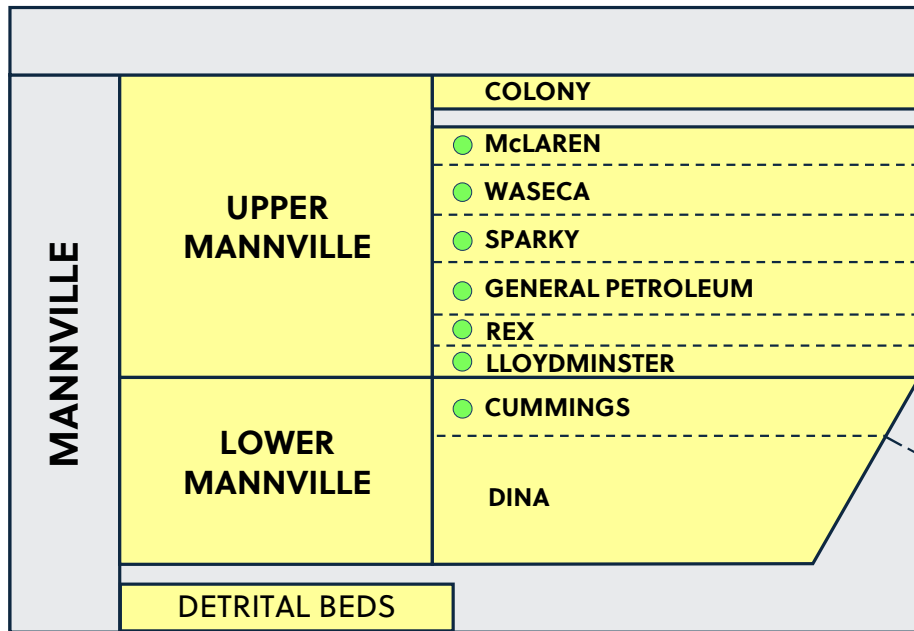 COLONY
McLAREN
WASECA
UPPER
MANNVILLE
SPARKY
GENERAL PETROLEUM
REX
LLOYDMINSTER
MANNVILLE
CUMMINGS
LOWER
MANNVILLE
DINA
DETRITAL BEDS